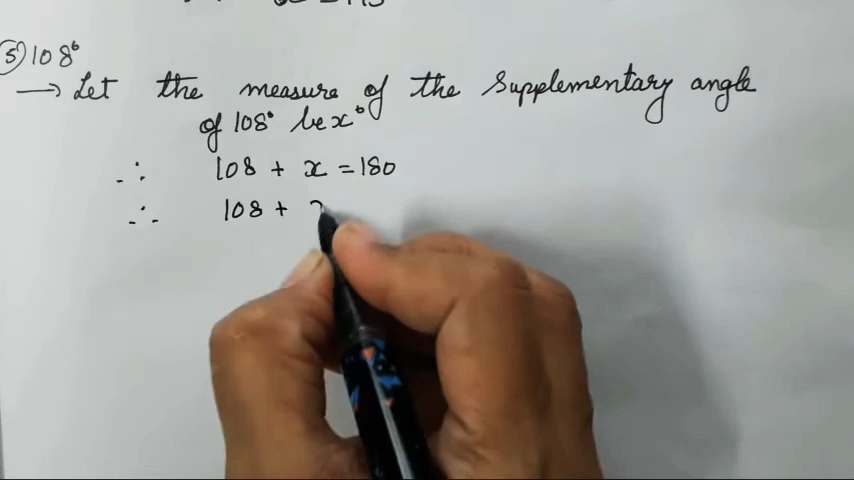 ⑤ 108°
→ Let the measure of the supplementary angle
of 108° be x°
∴ 108 + x = 180
∴ 108 +